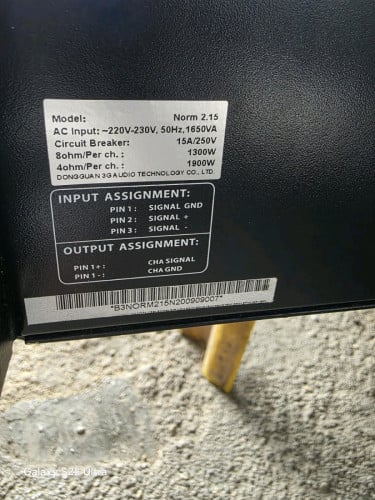 Model: Norm 2.15
AC Input: ~220V-230V, 50Hz,1650VA
Circuit Breaker: 15A/250V
8ohm/Per ch. : 1300W
4ohm/Per ch. : 1900W
DONGGUAN 3G AUDIO TECHNOLOGY CO., LTD.
INPUT ASSIGNMENT:
PIN 1 : SIGNAL GND
PIN 2 : SIGNAL +
PIN 3 : SIGNAL -
OUTPUT ASSIGNMENT:
PIN 1+ : CHA SIGNAL
PIN 1 - : CHA GND
*B3NORM215N200909007*
Galaxy S25 Ultra